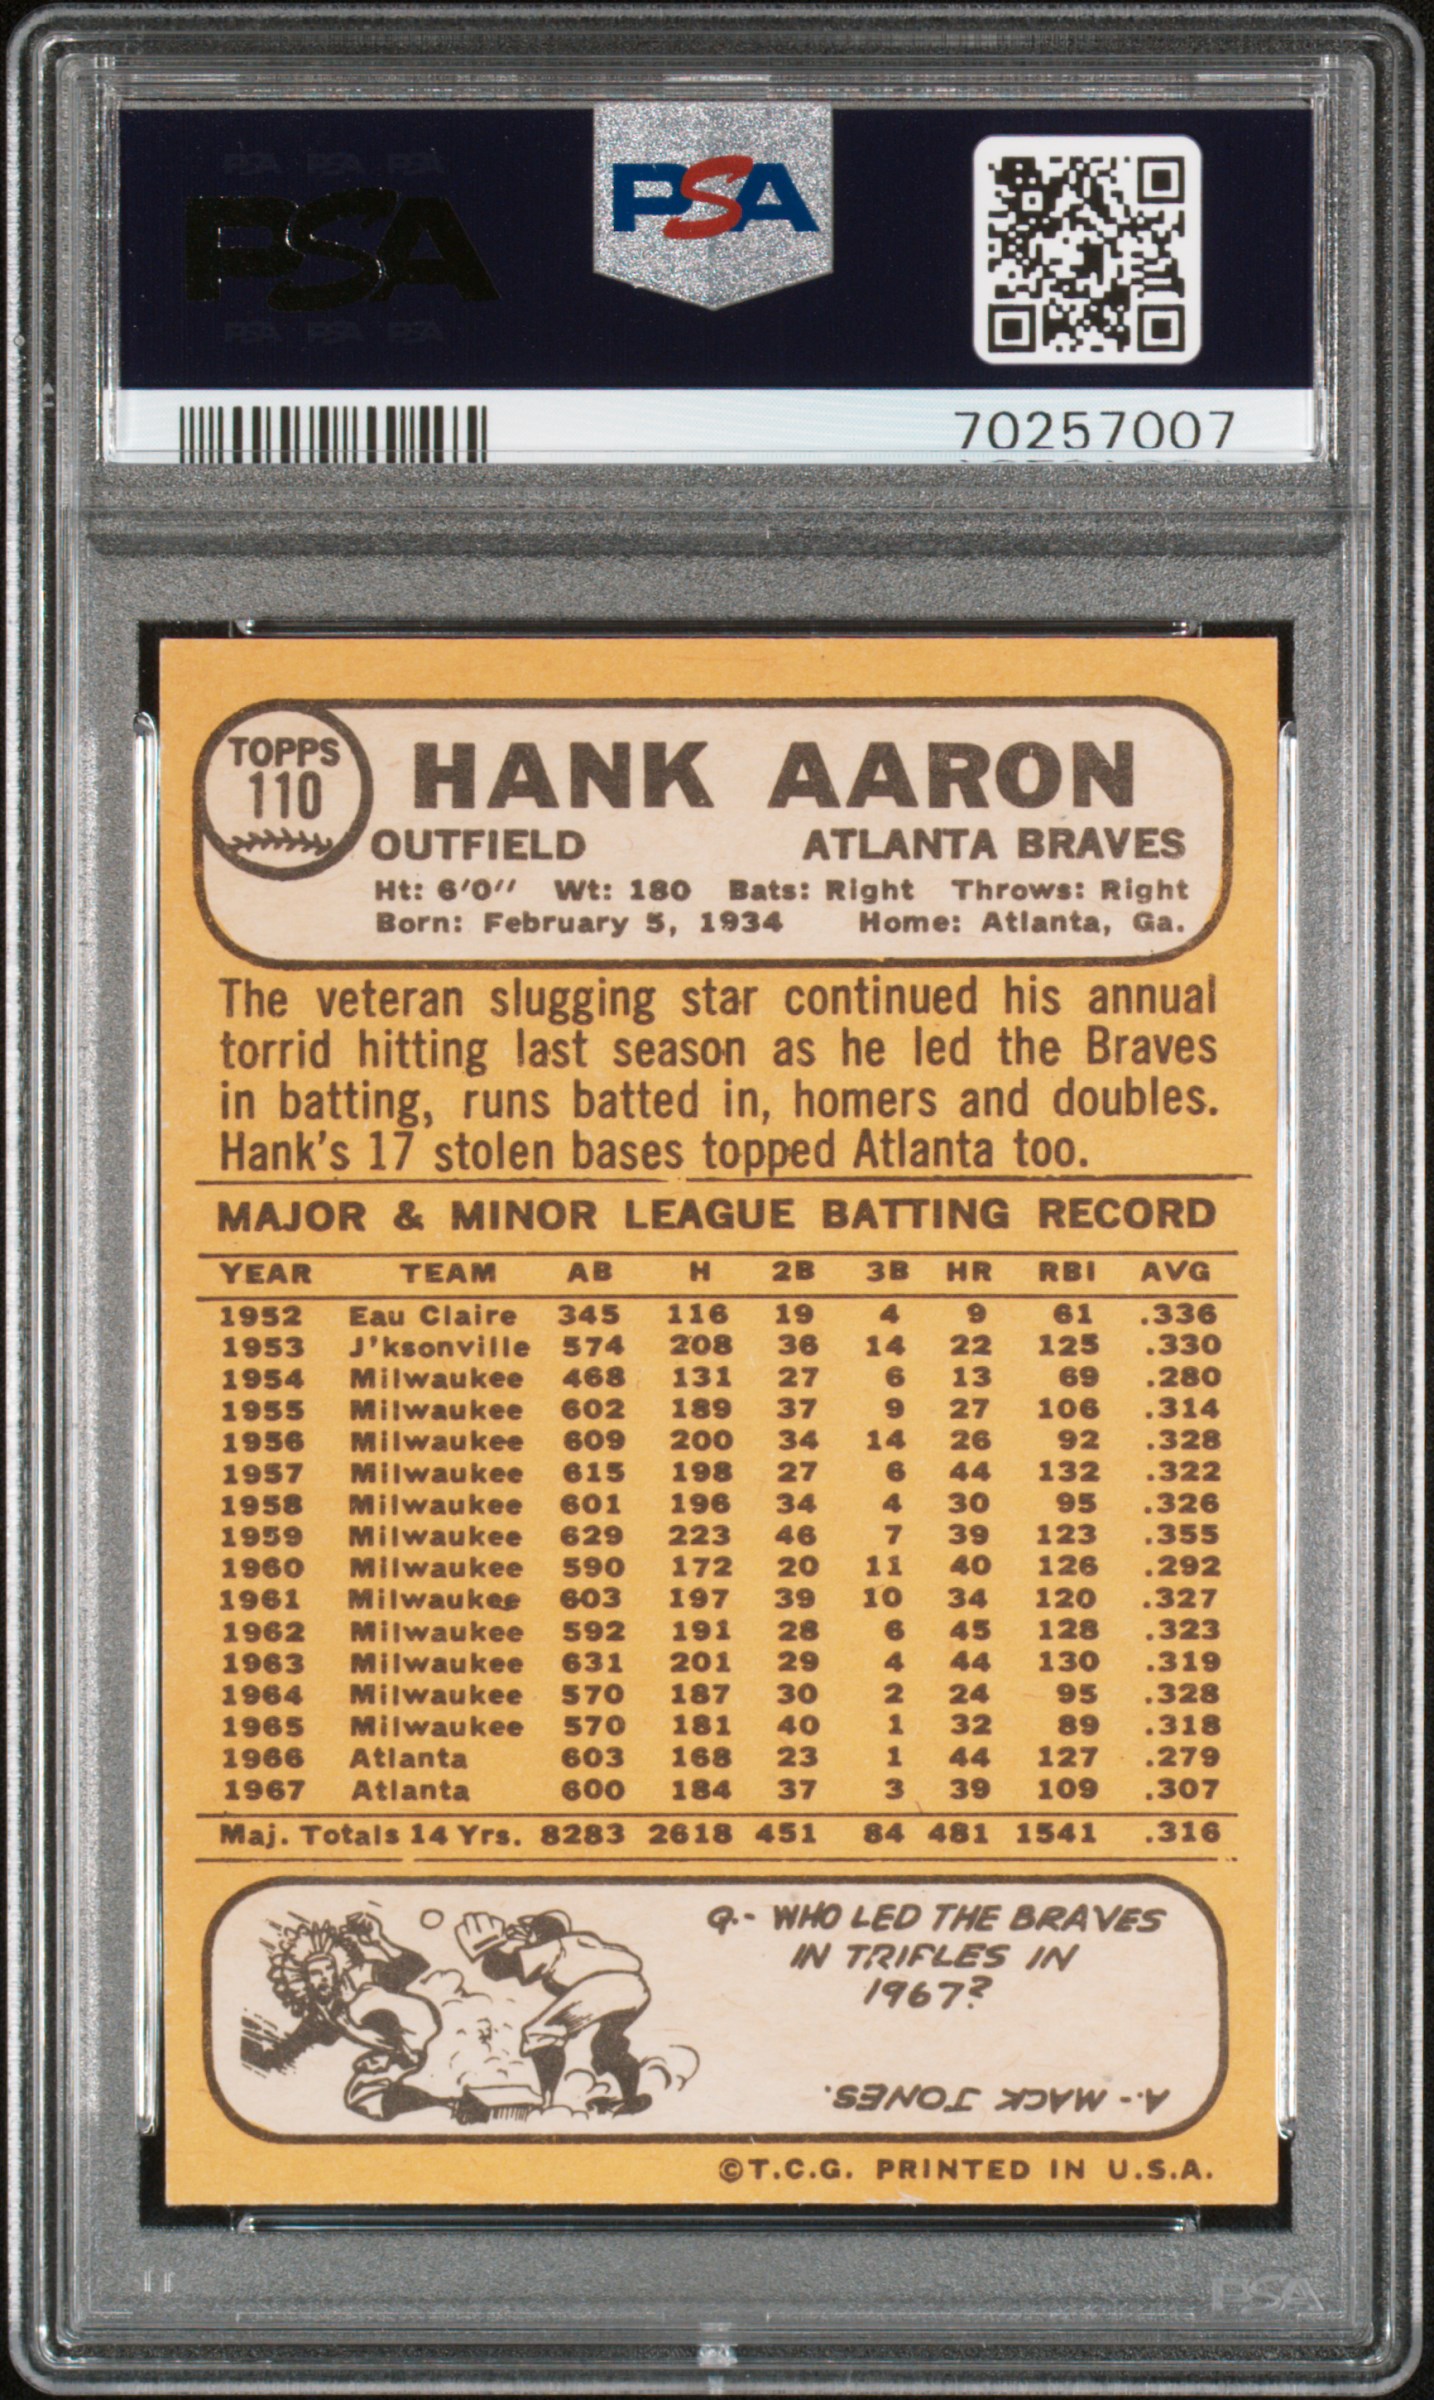 PSA PSA PSA
PSA
PSA PSA PSA
PSA
70257007
TOPPS
110
HANK AARON
OUTFIELD ATLANTA BRAVES
Ht: 6'0'' Wt: 180 Bats: Right Throws: Right
Born: February 5, 1934 Home: Atlanta, Ga.
The veteran slugging star continued his annual
torrid hitting last season as he led the Braves
in batting, runs batted in, homers and doubles.
Hank's 17 stolen bases topped Atlanta too.
MAJOR & MINOR LEAGUE BATTING RECORD
YEAR TEAM AB H 2B 3B HR RBI AVG
1952 Eau Claire 345 116 19 4 9 61 .336
1953 J'ksonville 574 208 36 14 22 125 .330
1954 Milwaukee 468 131 27 6 13 69 .280
1955 Milwaukee 602 189 37 9 27 106 .314
1956 Milwaukee 609 200 34 14 26 92 .328
1957 Milwaukee 615 198 27 6 44 132 .322
1958 Milwaukee 601 196 34 4 30 95 .326
1959 Milwaukee 629 223 46 7 39 123 .355
1960 Milwaukee 590 172 20 11 40 126 .292
1961 Milwaukee 603 197 39 10 34 120 .327
1962 Milwaukee 592 191 28 6 45 128 .323
1963 Milwaukee 631 201 29 4 44 130 .319
1964 Milwaukee 570 187 30 2 24 95 .328
1965 Milwaukee 570 181 40 1 32 89 .318
1966 Atlanta 603 168 23 1 44 127 .279
1967 Atlanta 600 184 37 3 39 109 .307
Maj. Totals 14 Yrs. 8283 2618 451 84 481 1541 .316
Q.- WHO LED THE BRAVES
IN TRIPLES IN
1967?
A.- MACK JONES.
©T.C.G. PRINTED IN U.S.A.
PSA